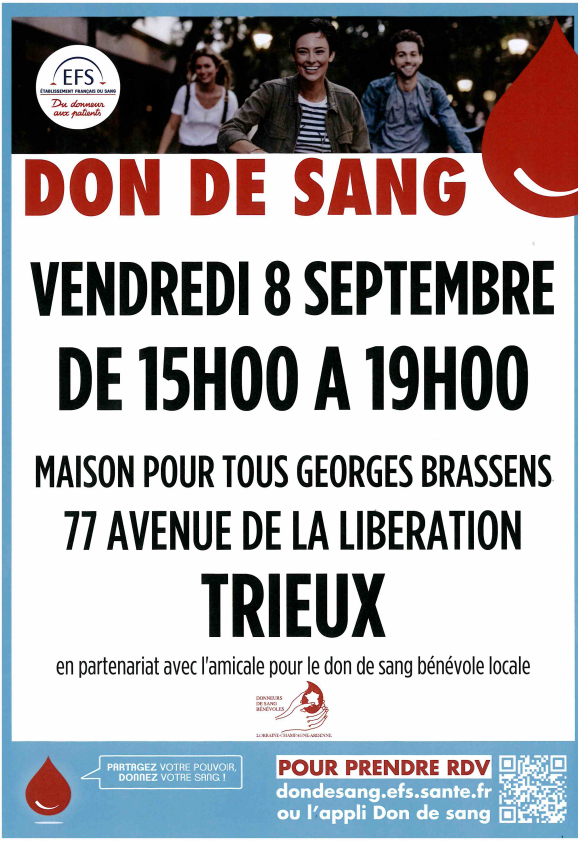 EFS
ÉTABLISSEMENT FRANÇAIS DU SANG
Du donneur
aux patients
DON DE SANG
VENDREDI 8 SEPTEMBRE
DE 15H00 A 19H00
MAISON POUR TOUS GEORGES BRASSENS
77 AVENUE DE LA LIBERATION
TRIEUX
en partenariat avec l'amicale pour le don de sang bénévole locale
DONNEURS
DE SANG
BÉNÉVOLES
LORRAINE-CHAMPAGNE-ARDENNE
PARTAGEZ VOTRE POUVOIR,
DONNEZ VOTRE SANG !
POUR PRENDRE RDV
dondesang.efs.sante.fr
ou l'appli Don de sang